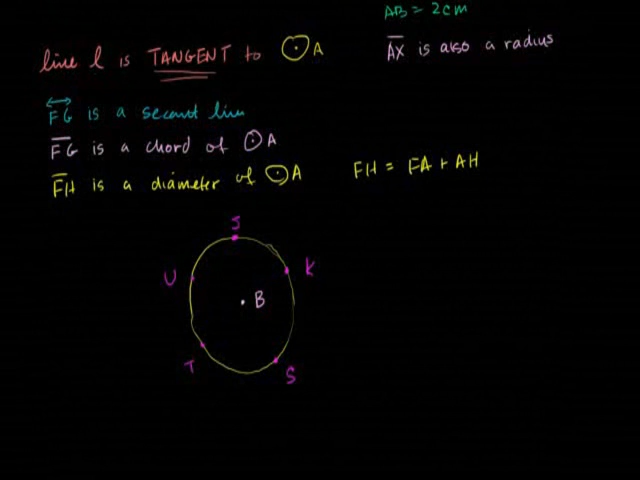 AB = 2cm
line l is TANGENT to ⊙A
AX is also a radius
FG is a secant line
FG is a chord of ⊙A
FH is a diameter of ⊙A
FH = FA + AH
J
U
K
B
T
S